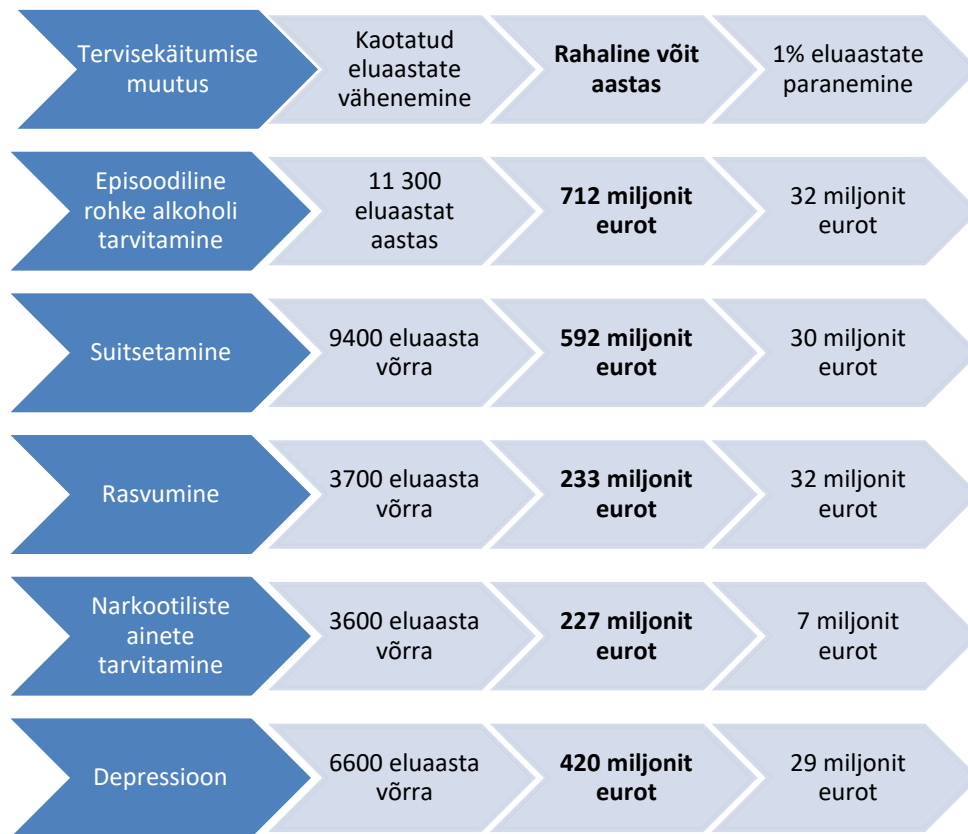 Tervisekäitumise
muutus
Kaotatud
eluaastate
vähenemine
Rahaline võit
aastas
1% eluaastate
paranemine
Episoodiline
rohke alkoholi
tarvitamine
11 300
eluaastat
aastas
712 miljonit
eurot
32 miljonit
eurot
Suitsetamine
9400 eluaasta
võrra
592 miljonit
eurot
30 miljonit
eurot
Rasvumine
3700 eluaasta
võrra
233 miljonit
eurot
32 miljonit
eurot
Narkootiliste
ainete
tarvitamine
3600 eluaasta
võrra
227 miljonit
eurot
7 miljonit
eurot
Depressioon
6600 eluaasta
võrra
420 miljonit
eurot
29 miljonit
eurot